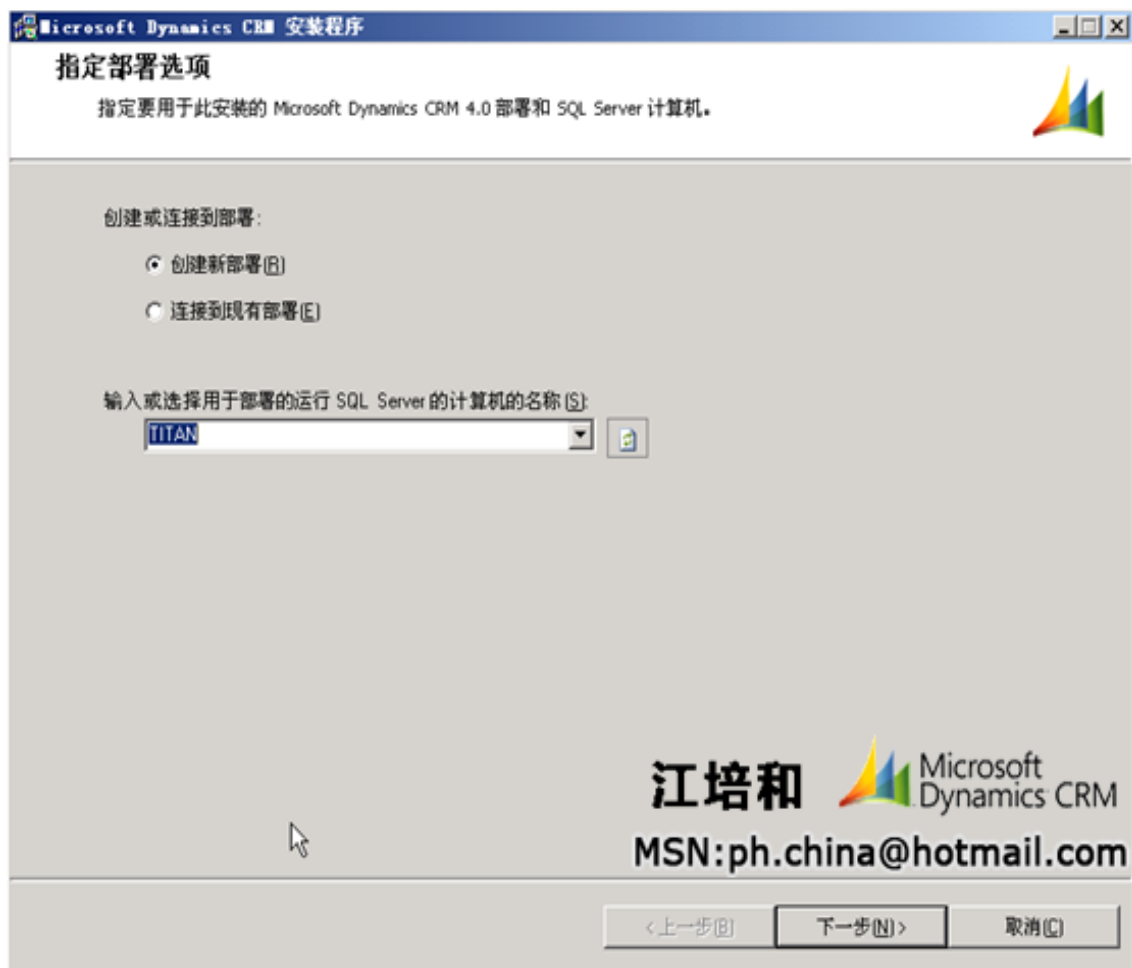 Microsoft Dynamics CRM 安装程序
指定部署选项
指定要用于此安装的 Microsoft Dynamics CRM 4.0 部署和 SQL Server 计算机。
创建或连接到部署:
创建新部署(R)
连接到现有部署(E)
输入或选择用于部署的运行 SQL Server 的计算机的名称(S):
TITAN
江培和
Microsoft
Dynamics CRM
MSN:ph.china@hotmail.com
<上一步(B) 下一步(N)> 取消(C)